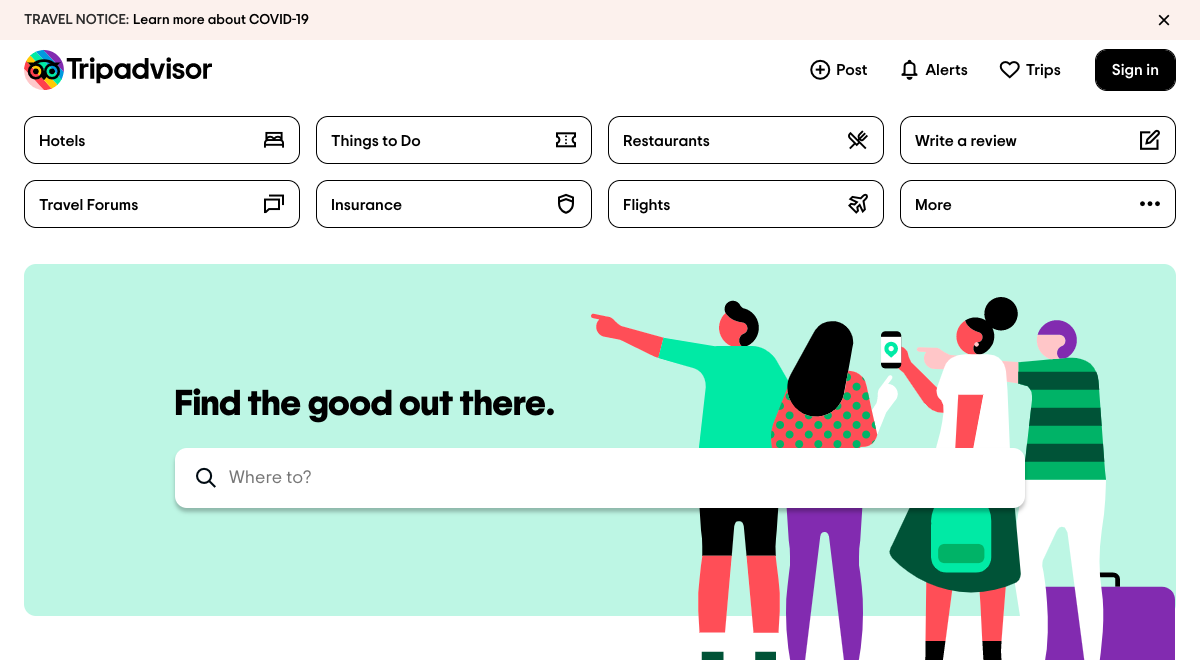 TRAVEL NOTICE: Learn more about COVID-19
Tripadvisor
Post
Alerts
Trips
Sign in
Hotels
Things to Do
Restaurants
Write a review
Travel Forums
Insurance
Flights
More
Find the good out there.
Where to?